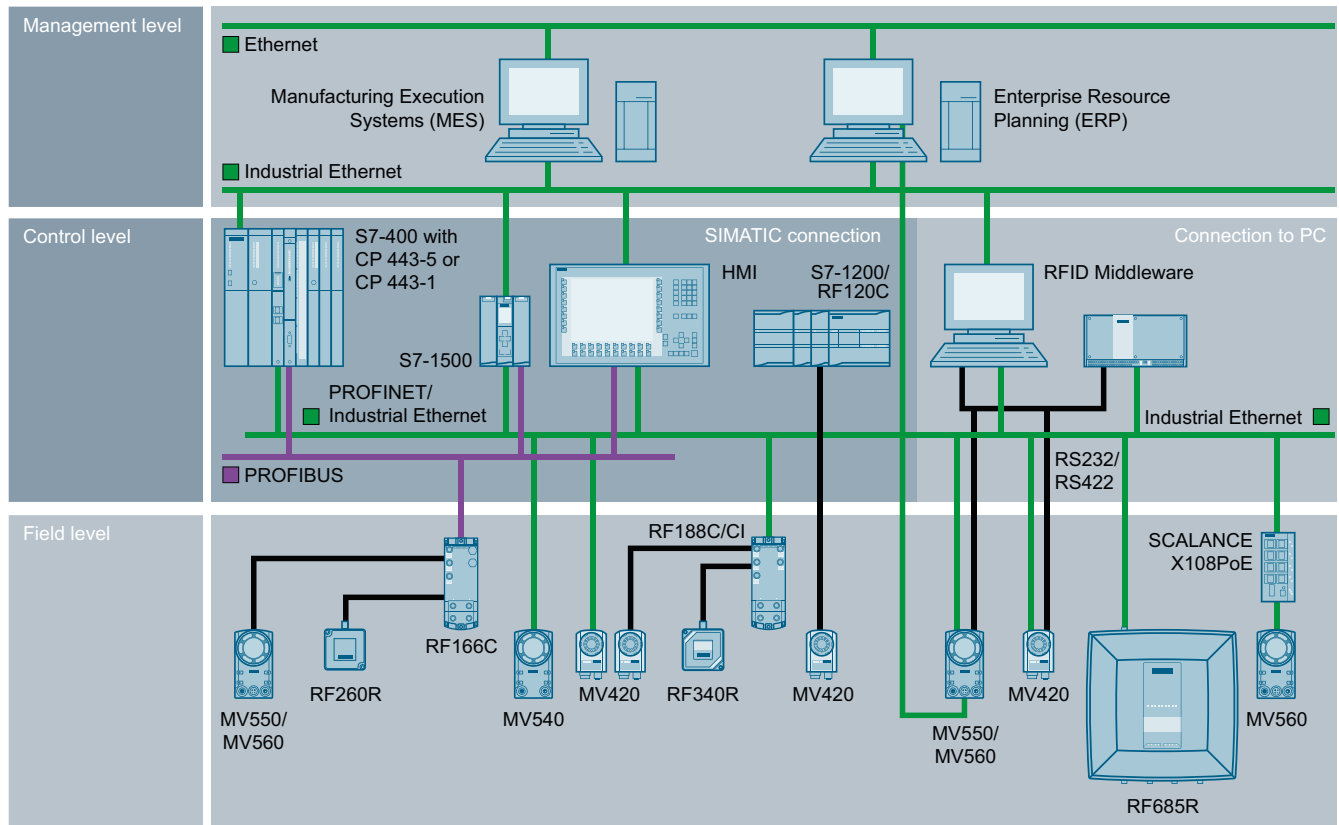 Management level
Ethernet
Manufacturing Execution
Systems (MES)
Enterprise Resource
Planning (ERP)
Industrial Ethernet
Control level
SIMATIC connection
Connection to PC
S7-400 with
CP 443-5 or
CP 443-1
S7-1500
HMI
S7-1200/
RF120C
RFID Middleware
PROFINET/
Industrial Ethernet
Industrial Ethernet
PROFIBUS
RS232/
RS422
Field level
RF188C/CI
SCALANCE
X108PoE
RF166C
MV550/
MV560
RF260R
MV540
MV420
RF340R
MV420
MV550/
MV560
MV420
RF685R
MV560